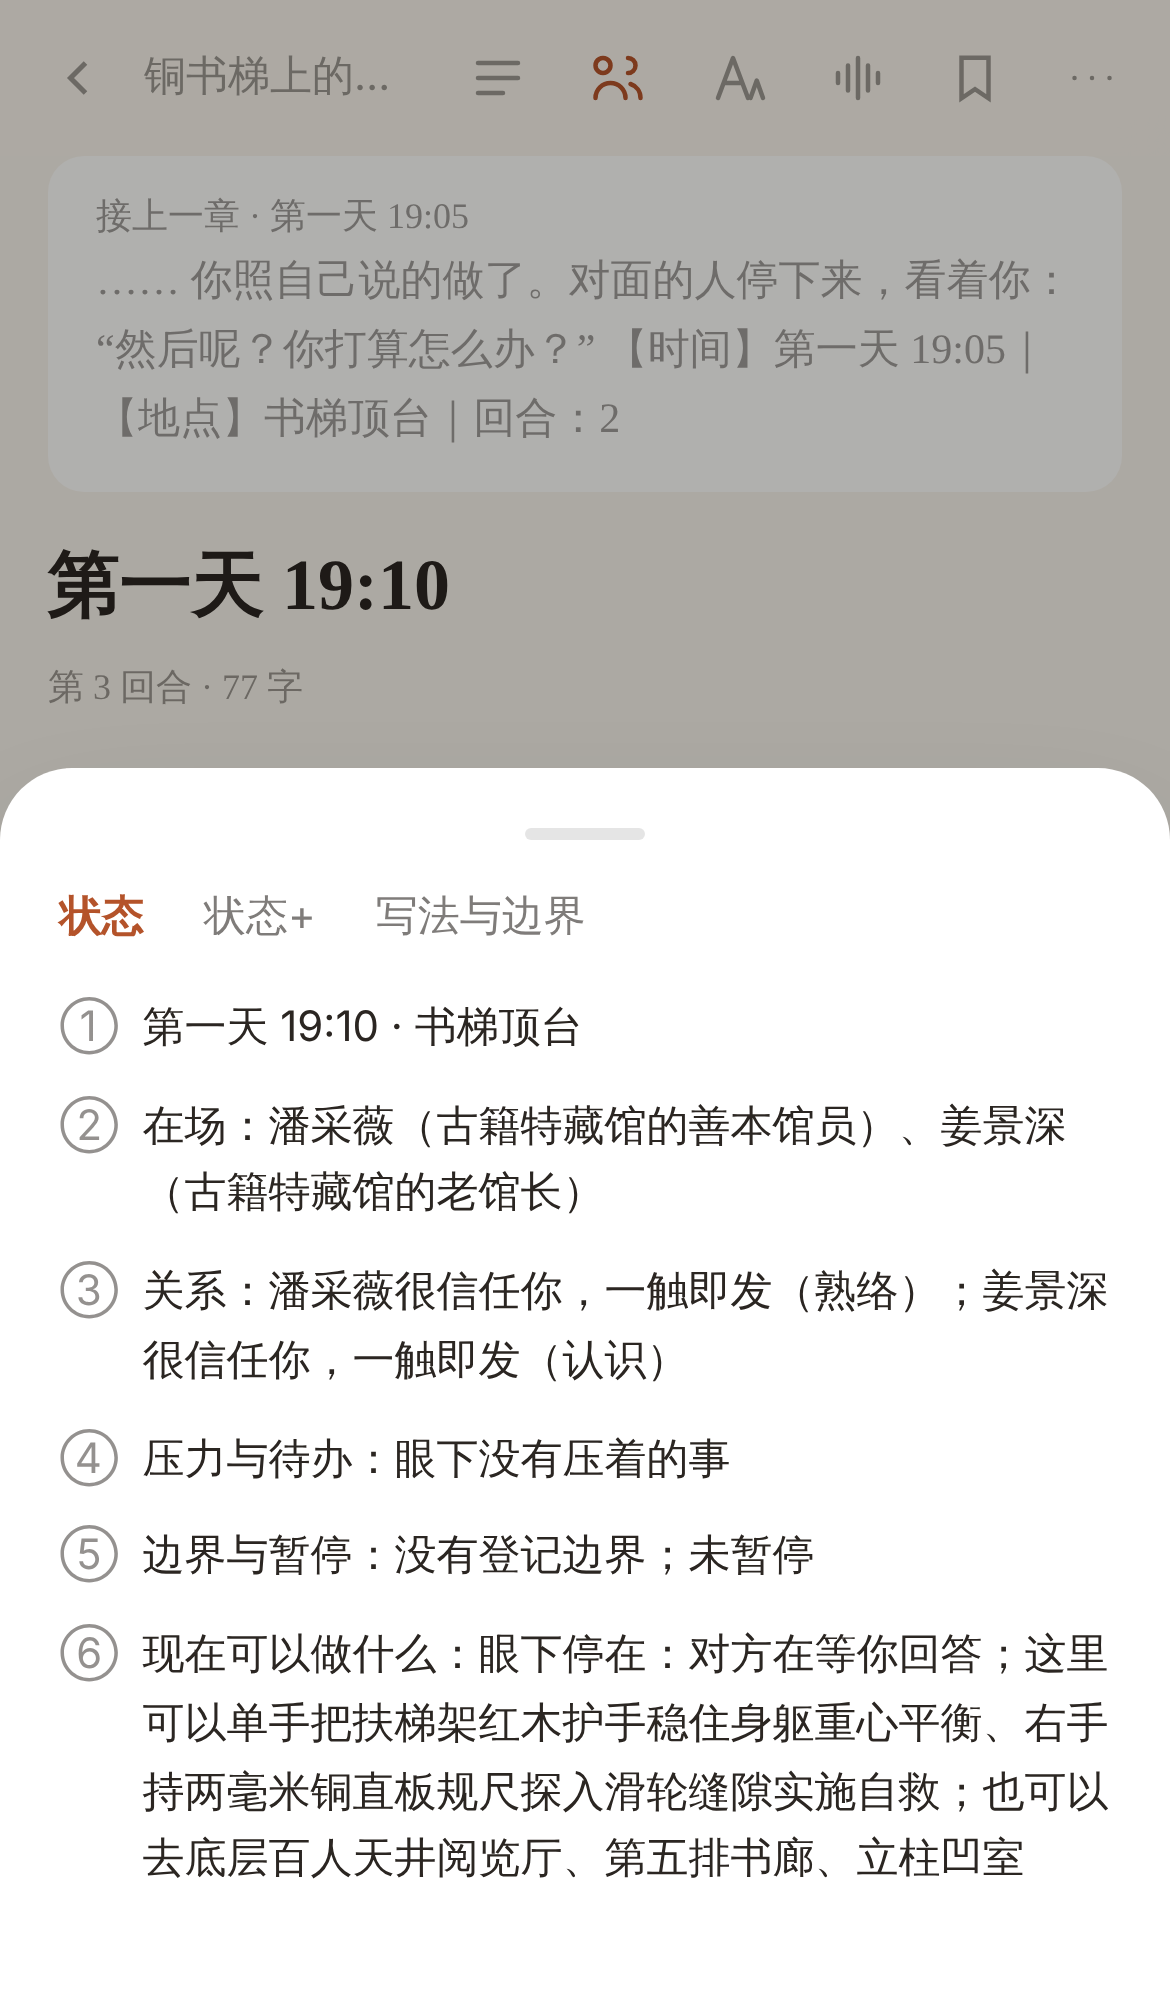 铜书梯上的...
接上一章 · 第一天 19:05
…… 你照自己说的做了。对面的人停下来，看着你：
“然后呢？你打算怎么办？” 【时间】第一天 19:05｜
【地点】书梯顶台｜回合：2
第一天 19:10
第 3 回合 · 77 字
状态 状态+ 写法与边界
① 第一天 19:10 · 书梯顶台
② 在场：潘采薇（古籍特藏馆的善本馆员）、姜景深
（古籍特藏馆的老馆长）
③ 关系：潘采薇很信任你，一触即发（熟络）；姜景深
很信任你，一触即发（认识）
④ 压力与待办：眼下没有压着的事
⑤ 边界与暂停：没有登记边界；未暂停
⑥ 现在可以做什么：眼下停在：对方在等你回答；这里
可以单手把扶梯架红木护手稳住身躯重心平衡、右手
持两毫米铜直板规尺探入滑轮缝隙实施自救；也可以
去底层百人天井阅览厅、第五排书廊、立柱凹室